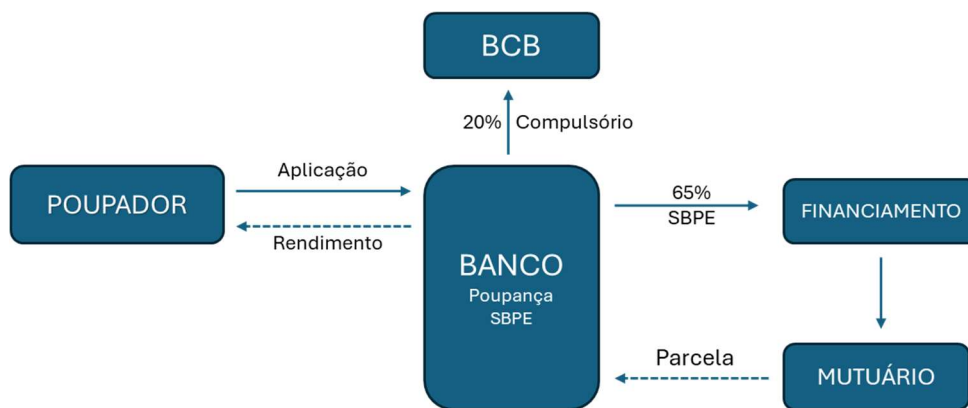 BCB
20% Compulsório
POUPADOR
Aplicação
Rendimento
BANCO
Poupança
SBPE
65%
SBPE
FINANCIAMENTO
Parcela
MUTUÁRIO